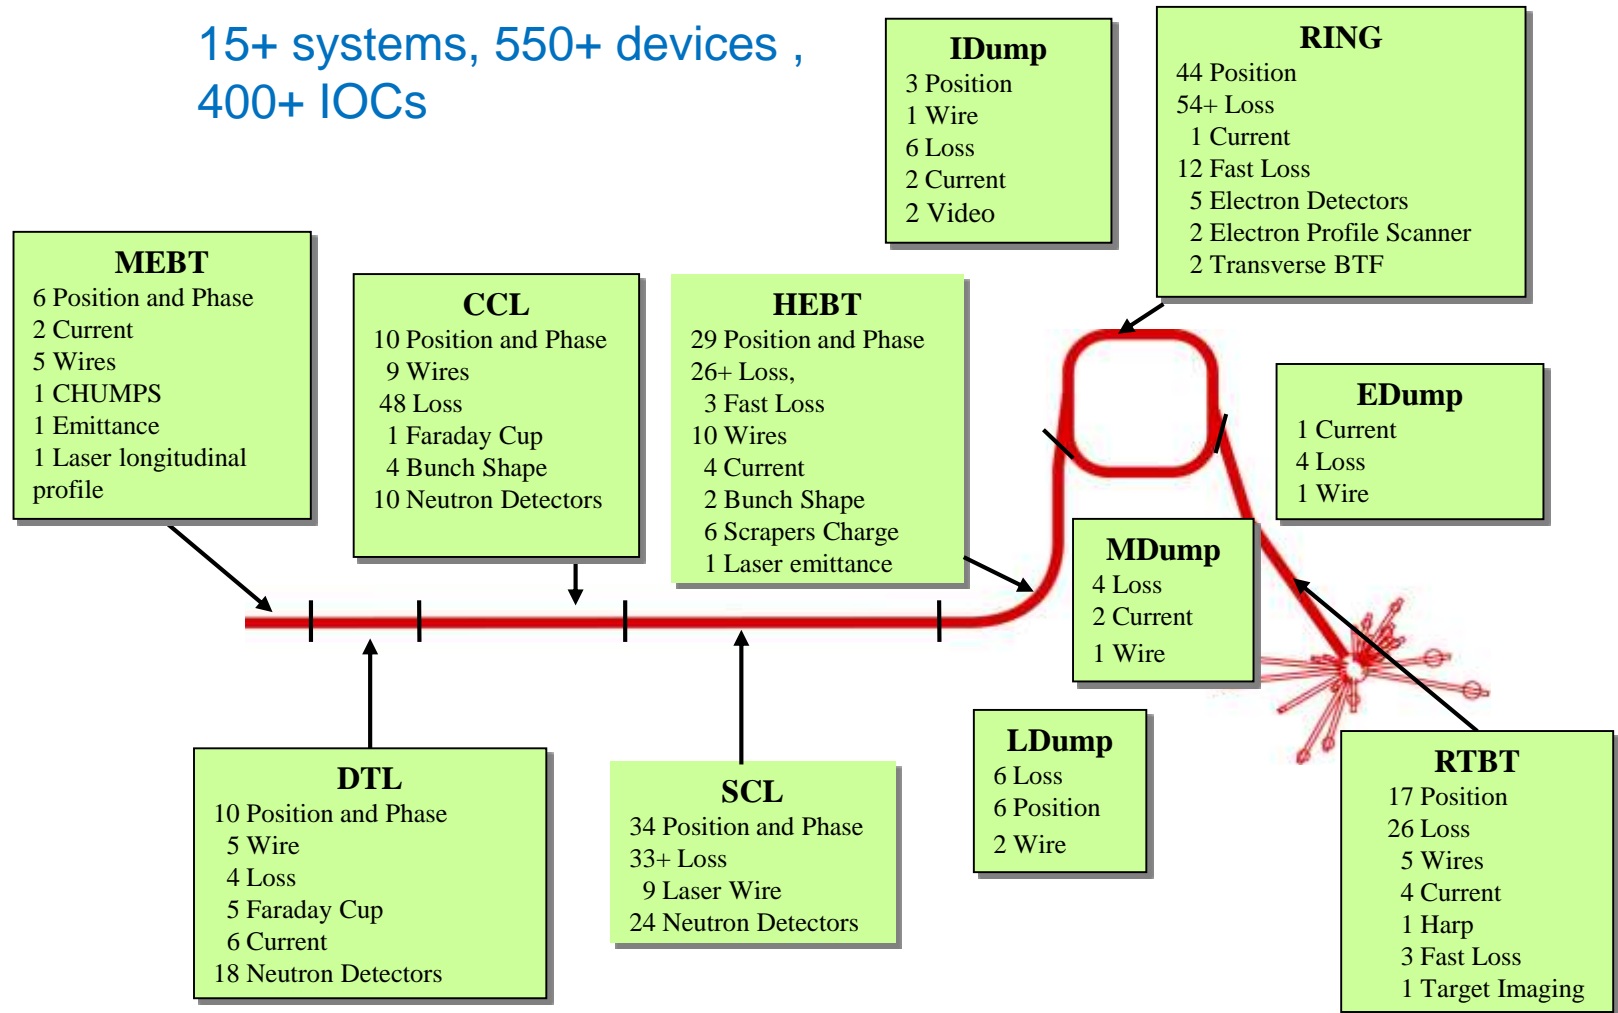 15+ systems, 550+ devices ,
400+ IOCs
IDump
3 Position
1 Wire
6 Loss
2 Current
2 Video
RING
44 Position
54+ Loss
1 Current
12 Fast Loss
5 Electron Detectors
2 Electron Profile Scanner
2 Transverse BTF
MEBT
6 Position and Phase
2 Current
5 Wires
1 CHUMPS
1 Emittance
1 Laser longitudinal
profile
CCL
10 Position and Phase
9 Wires
48 Loss
1 Faraday Cup
4 Bunch Shape
10 Neutron Detectors
HEBT
29 Position and Phase
26+ Loss,
3 Fast Loss
10 Wires
4 Current
2 Bunch Shape
6 Scrapers Charge
1 Laser emittance
EDump
1 Current
4 Loss
1 Wire
MDump
4 Loss
2 Current
1 Wire
LDump
6 Loss
6 Position
2 Wire
DTL
10 Position and Phase
5 Wire
4 Loss
5 Faraday Cup
6 Current
18 Neutron Detectors
SCL
34 Position and Phase
33+ Loss
9 Laser Wire
24 Neutron Detectors
RTBT
17 Position
26 Loss
5 Wires
4 Current
1 Harp
3 Fast Loss
1 Target Imaging